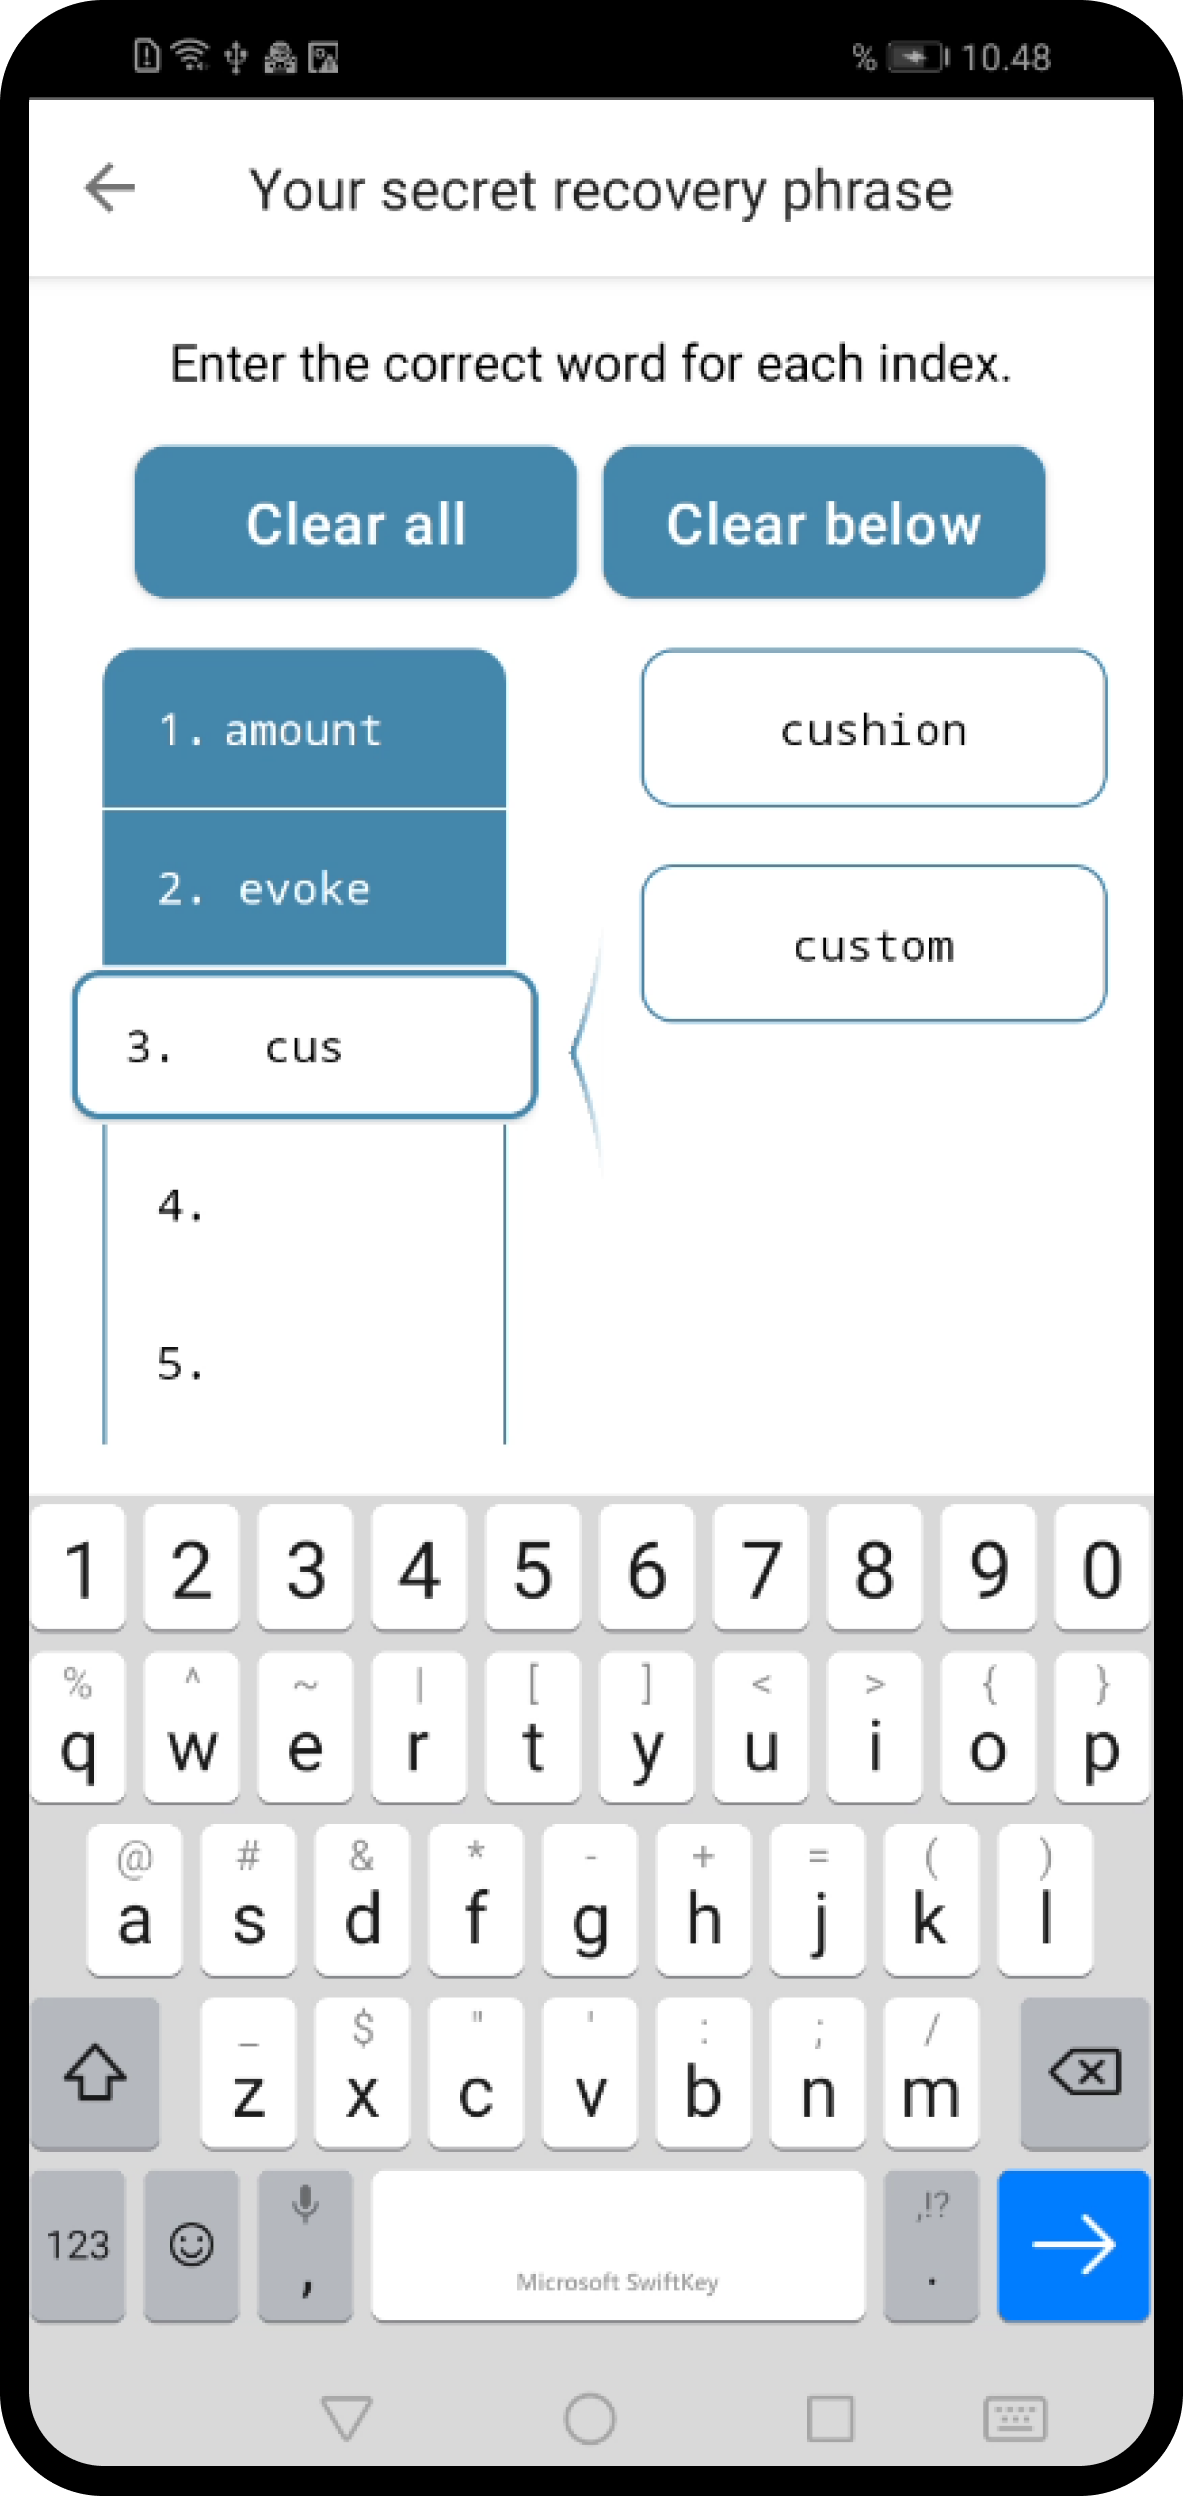 % 10.48
Your secret recovery phrase
Enter the correct word for each index.
Clear all Clear below
1. amount
2. evoke
3. cus
4.
5.
cushion
custom
1 2 3 4 5 6 7 8 9 0
% ^ ~ | [ ] < > { }
q w e r t y u i o p
@ # & * - + = ( )
a s d f g h j k l
_ $ " ' : ; /
z x c v b n m
,!?
123 , Microsoft SwiftKey .